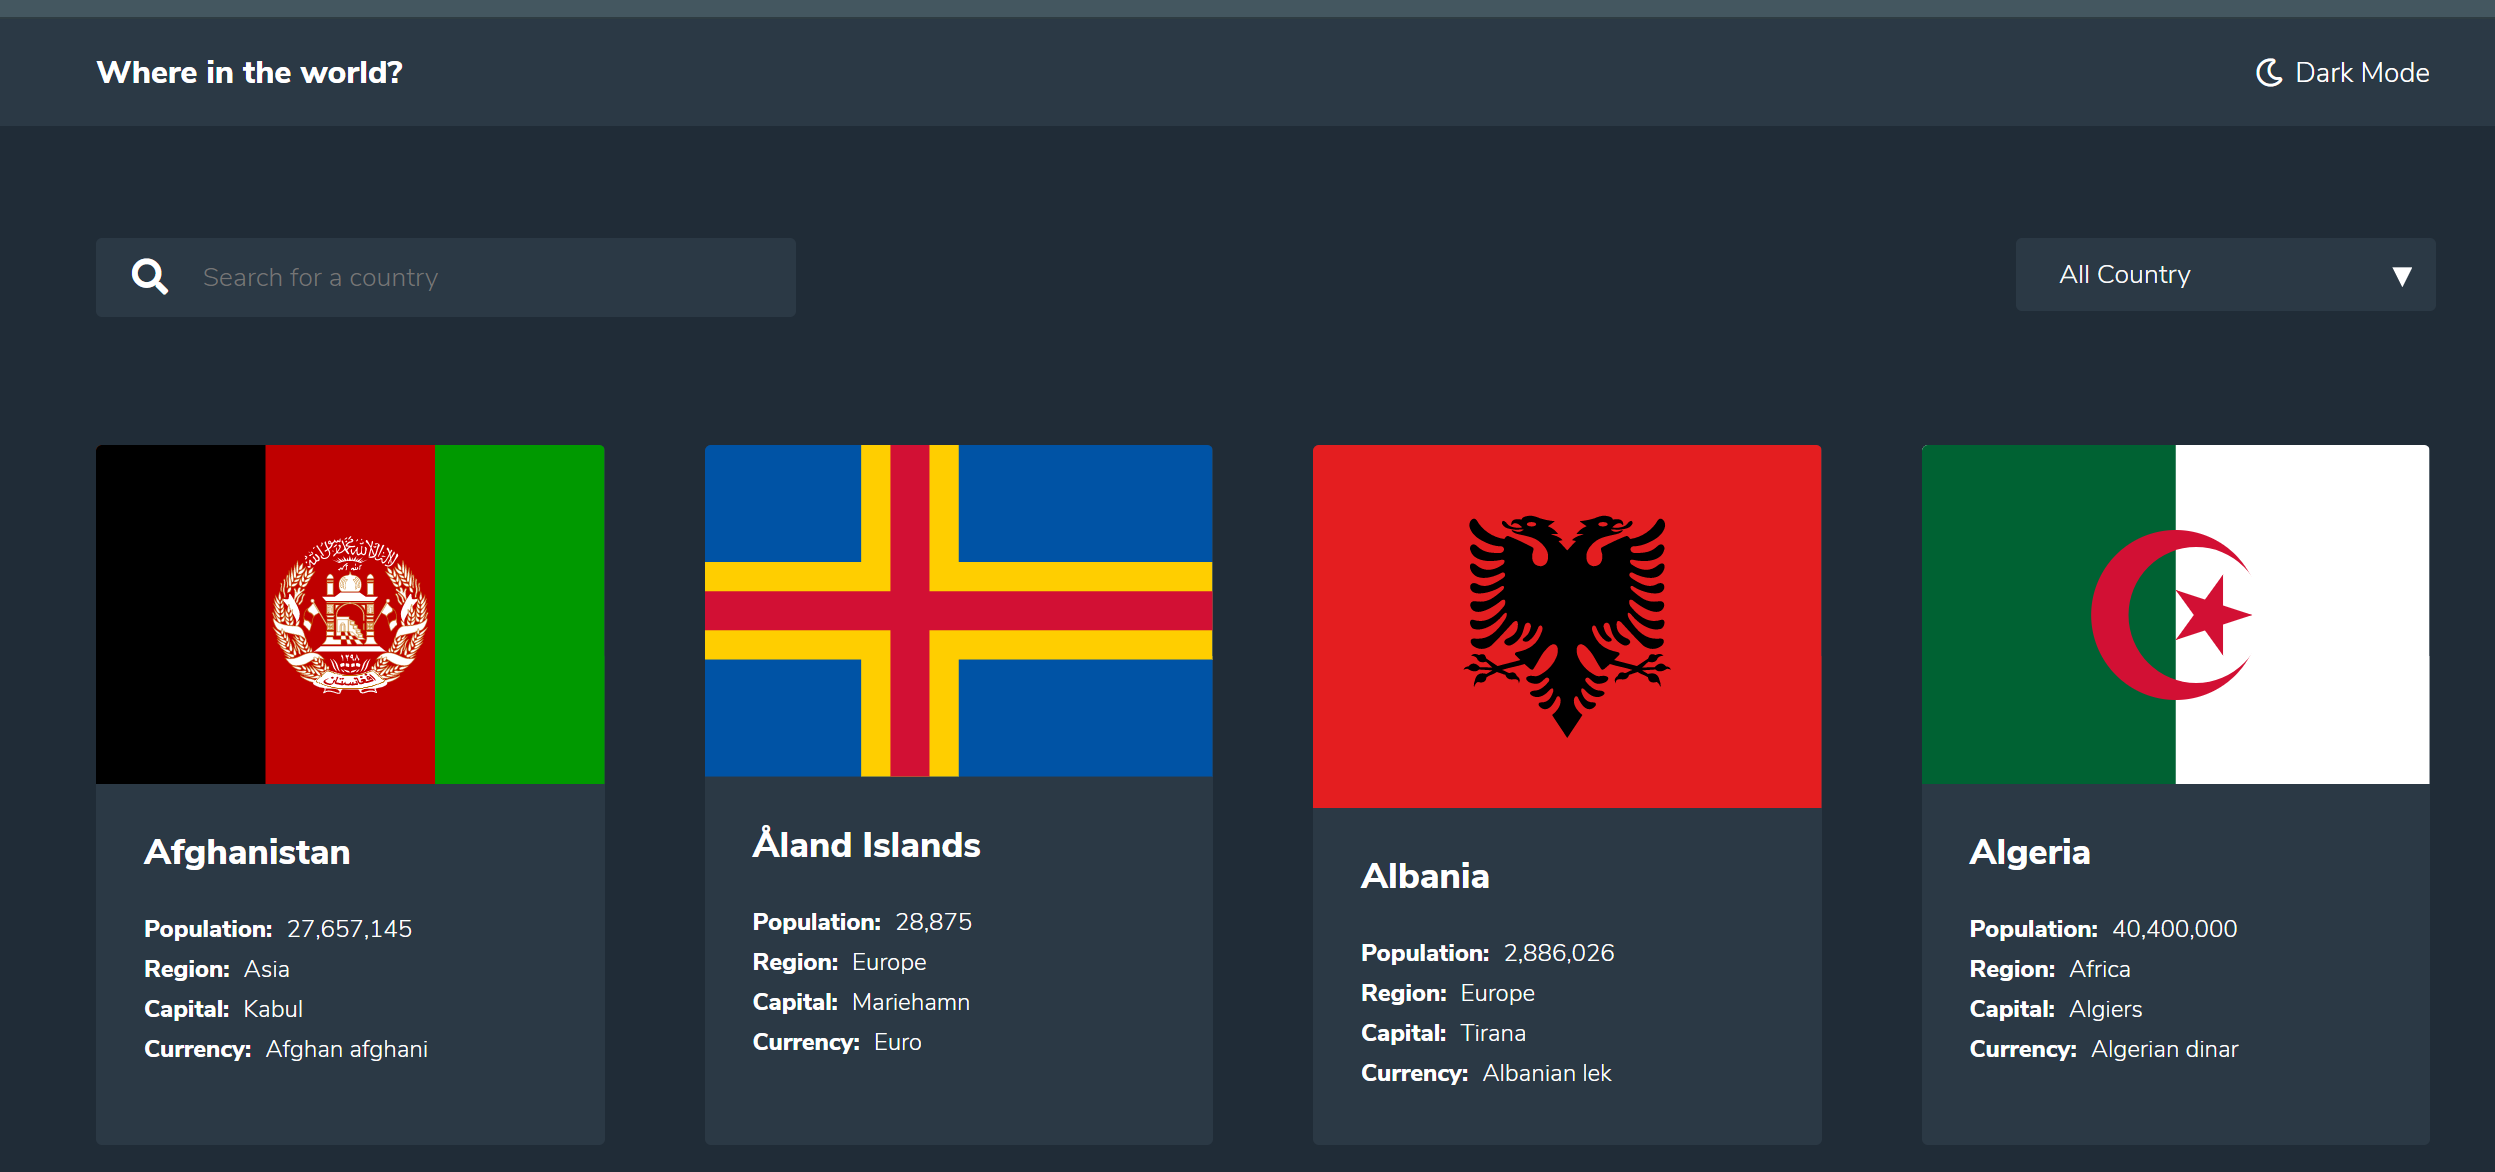 Where in the world?
Dark Mode
Search for a country
All Country
Afghanistan
Population: 27,657,145
Region: Asia
Capital: Kabul
Currency: Afghan afghani
Åland Islands
Population: 28,875
Region: Europe
Capital: Mariehamn
Currency: Euro
Albania
Population: 2,886,026
Region: Europe
Capital: Tirana
Currency: Albanian lek
Algeria
Population: 40,400,000
Region: Africa
Capital: Algiers
Currency: Algerian dinar